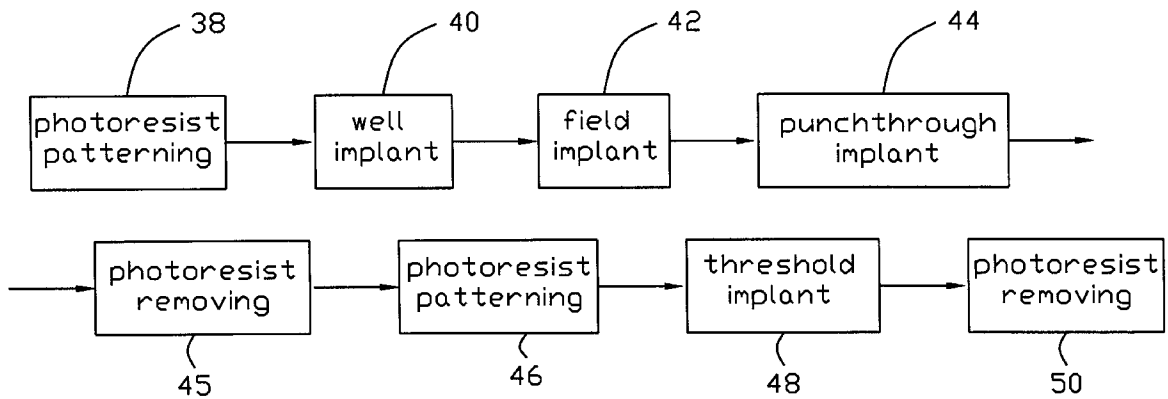 38
40
42
44
photoresist
patterning
well
implant
field
implant
punchthrough
implant
photoresist
removing
photoresist
patterning
threshold
implant
photoresist
removing
45
46
48
50